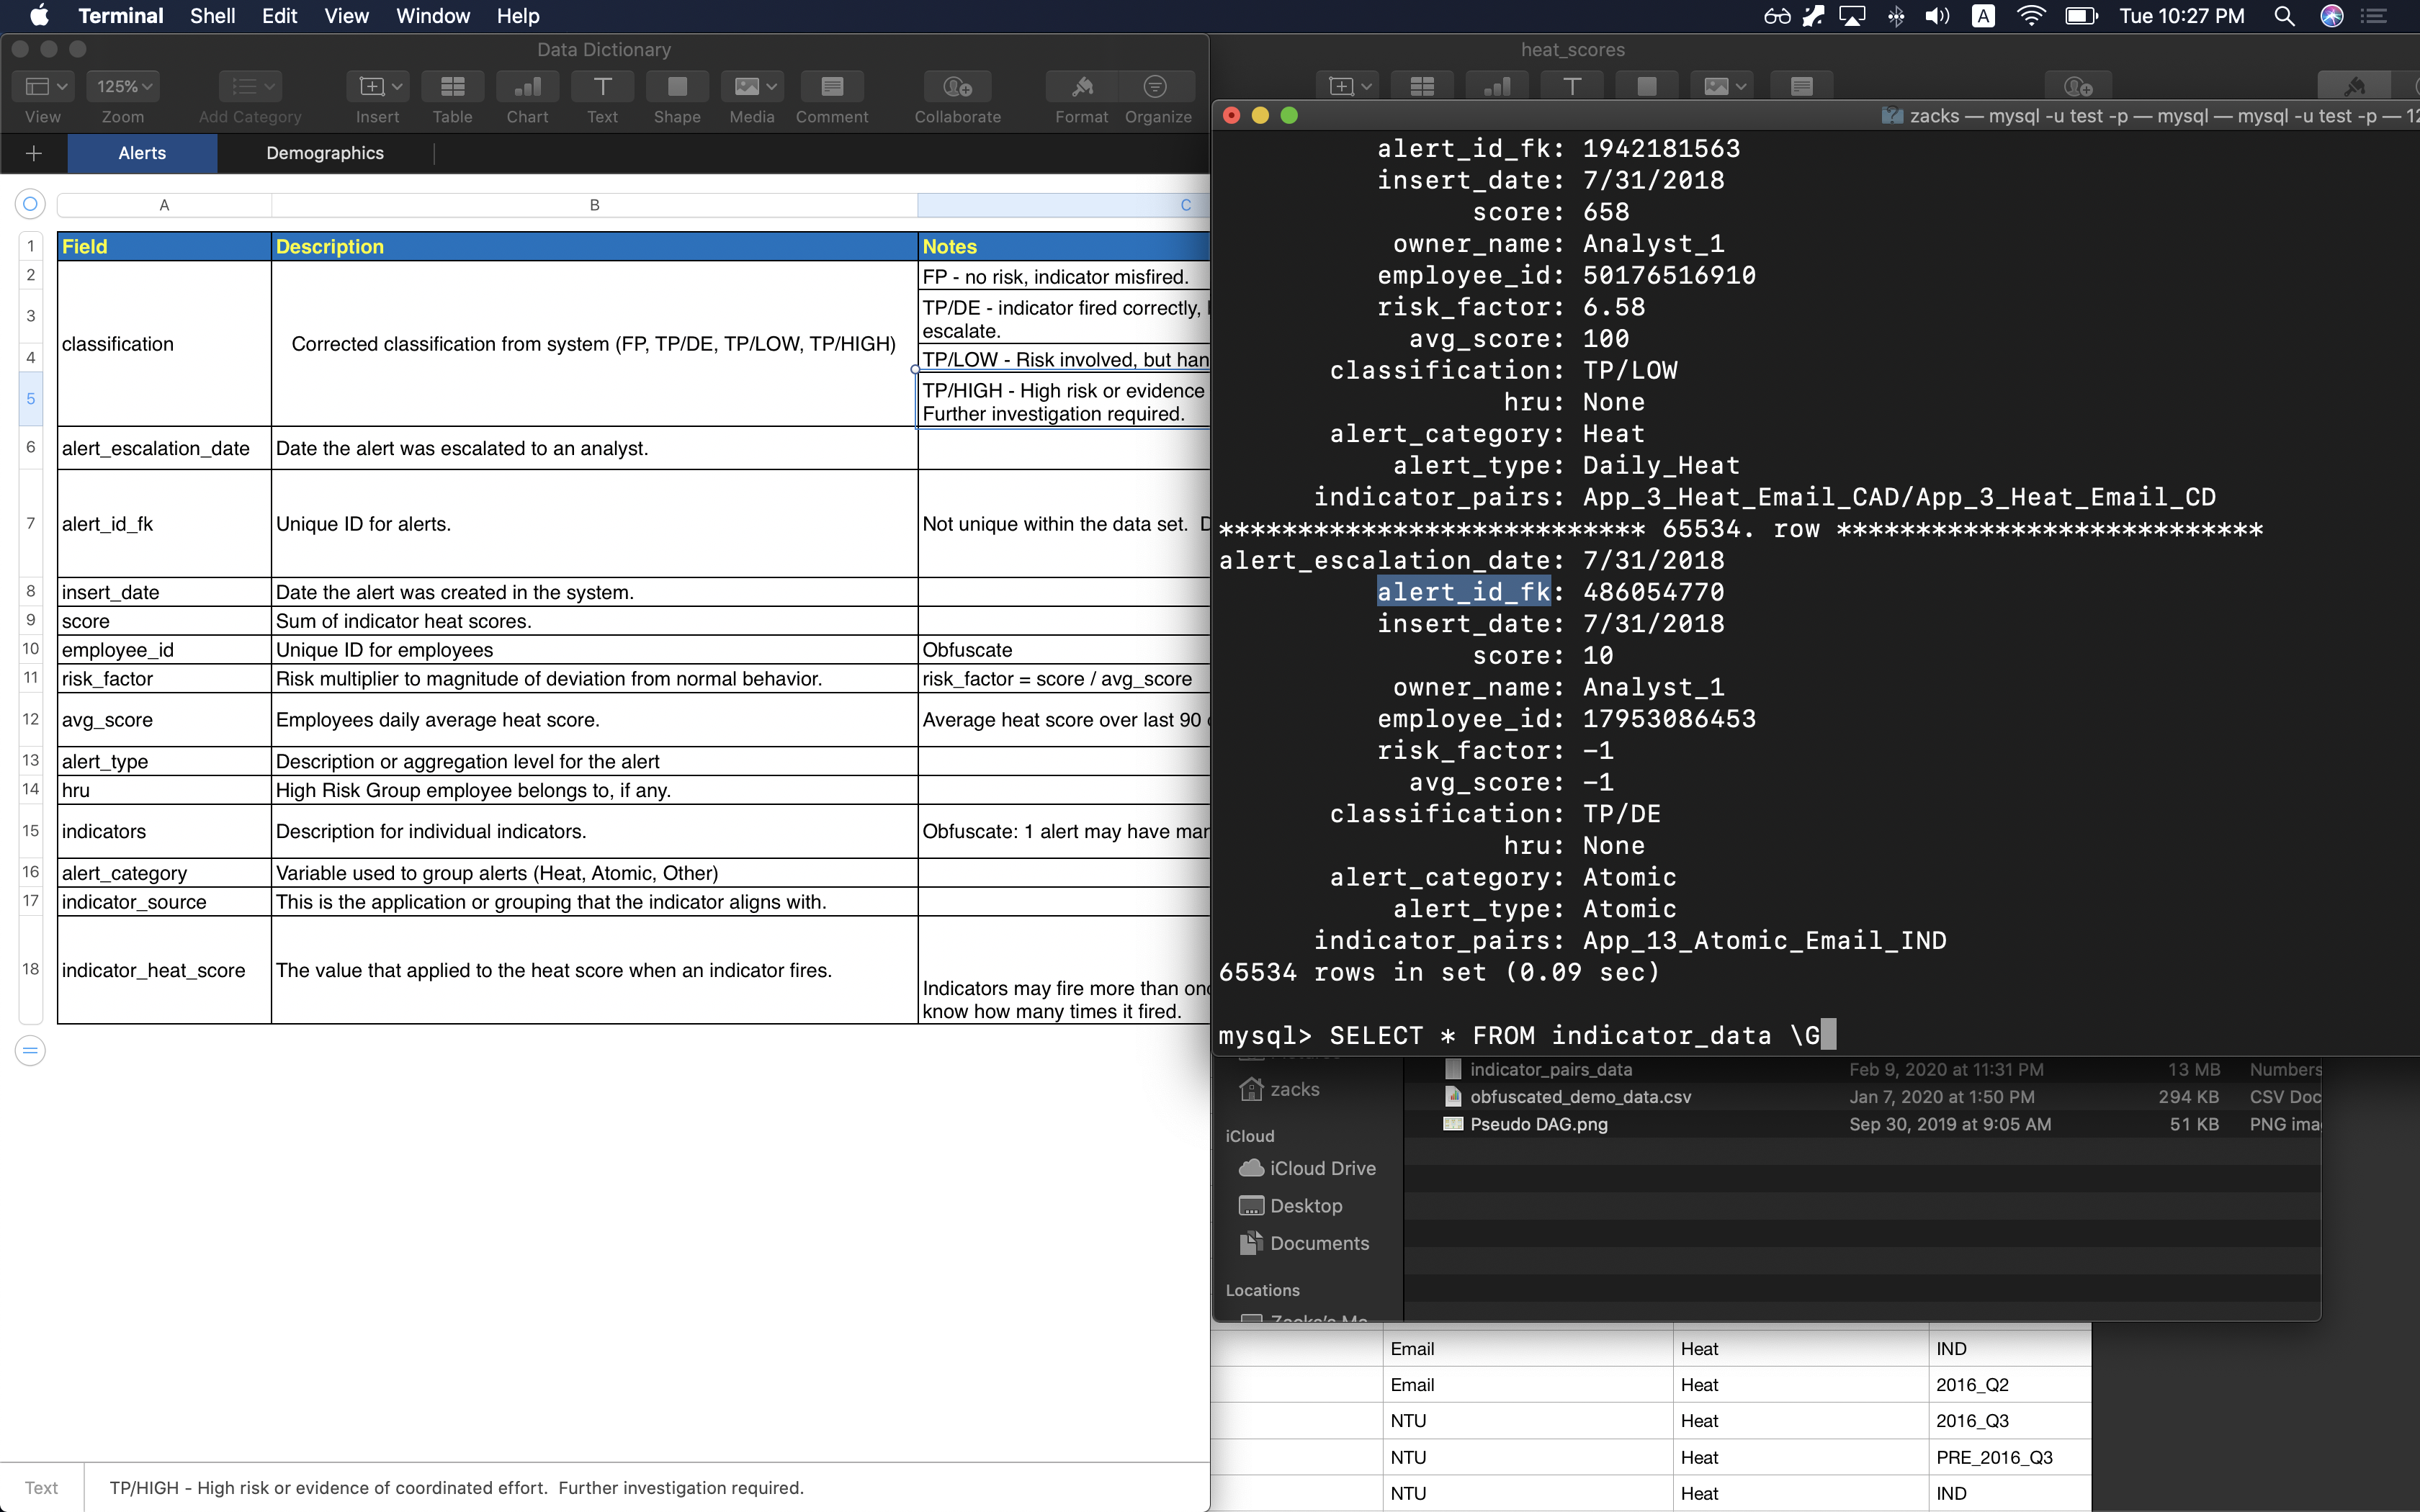 Terminal Shell Edit View Window Help
A Tue 10:27 PM
Data Dictionary
125%
View Zoom Add Category Insert Table Chart Text Shape Media Comment Collaborate Format Organize
Alerts Demographics
A B C
1 Field Description Notes
2 FP - no risk, indicator misfired.
classification Corrected classification from system (FP, TP/DE, TP/LOW, TP/HIGH)
3 TP/DE - indicator fired correctly,
escalate.
4 TP/LOW - Risk involved, but han
5 TP/HIGH - High risk or evidence
Further investigation required.
6 alert_escalation_date Date the alert was escalated to an analyst.
7 alert_id_fk Unique ID for alerts. Not unique within the data set.
8 insert_date Date the alert was created in the system.
9 score Sum of indicator heat scores.
10 employee_id Unique ID for employees Obfuscate
11 risk_factor Risk multiplier to magnitude of deviation from normal behavior. risk_factor = score / avg_score
12 avg_score Employees daily average heat score. Average heat score over last 90
13 alert_type Description or aggregation level for the alert
14 hru High Risk Group employee belongs to, if any.
15 indicators Description for individual indicators. Obfuscate: 1 alert may have mar
16 alert_category Variable used to group alerts (Heat, Atomic, Other)
17 indicator_source This is the application or grouping that the indicator aligns with.
18 indicator_heat_score The value that applied to the heat score when an indicator fires.
Indicators may fire more than on
know how many times it fired.
Text TP/HIGH - High risk or evidence of coordinated effort.  Further investigation required.
heat_scores
zacks — mysql -u test -p — mysql — mysql -u test -p — 12
alert_id_fk: 1942181563
insert_date: 7/31/2018
score: 658
owner_name: Analyst_1
employee_id: 50176516910
risk_factor: 6.58
avg_score: 100
classification: TP/LOW
hru: None
alert_category: Heat
alert_type: Daily_Heat
indicator_pairs: App_3_Heat_Email_CAD/App_3_Heat_Email_CD
*************************** 65534. row ***************************
alert_escalation_date: 7/31/2018
alert_id_fk: 486054770
insert_date: 7/31/2018
score: 10
owner_name: Analyst_1
employee_id: 17953086453
risk_factor: -1
avg_score: -1
classification: TP/DE
hru: None
alert_category: Atomic
alert_type: Atomic
indicator_pairs: App_13_Atomic_Email_IND
65534 rows in set (0.09 sec)
mysql> SELECT * FROM indicator_data \G
indicator_pairs_data Feb 9, 2020 at 11:31 PM 13 MB Numbers
zacks
obfuscated_demo_data.csv Jan 7, 2020 at 1:50 PM 294 KB CSV Doc
Pseudo DAG.png Sep 30, 2019 at 9:05 AM 51 KB PNG ima
iCloud
iCloud Drive
Desktop
Documents
Locations
Email Heat IND
Email Heat 2016_Q2
NTU Heat 2016_Q3
NTU Heat PRE_2016_Q3
NTU Heat IND